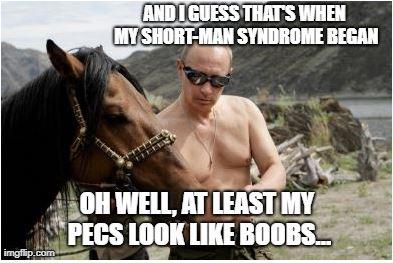 AND I GUESS THAT'S WHEN
MY SHORT-MAN SYNDROME BEGAN
OH WELL, AT LEAST MY
PECS LOOK LIKE BOOBS...
imgflip.com